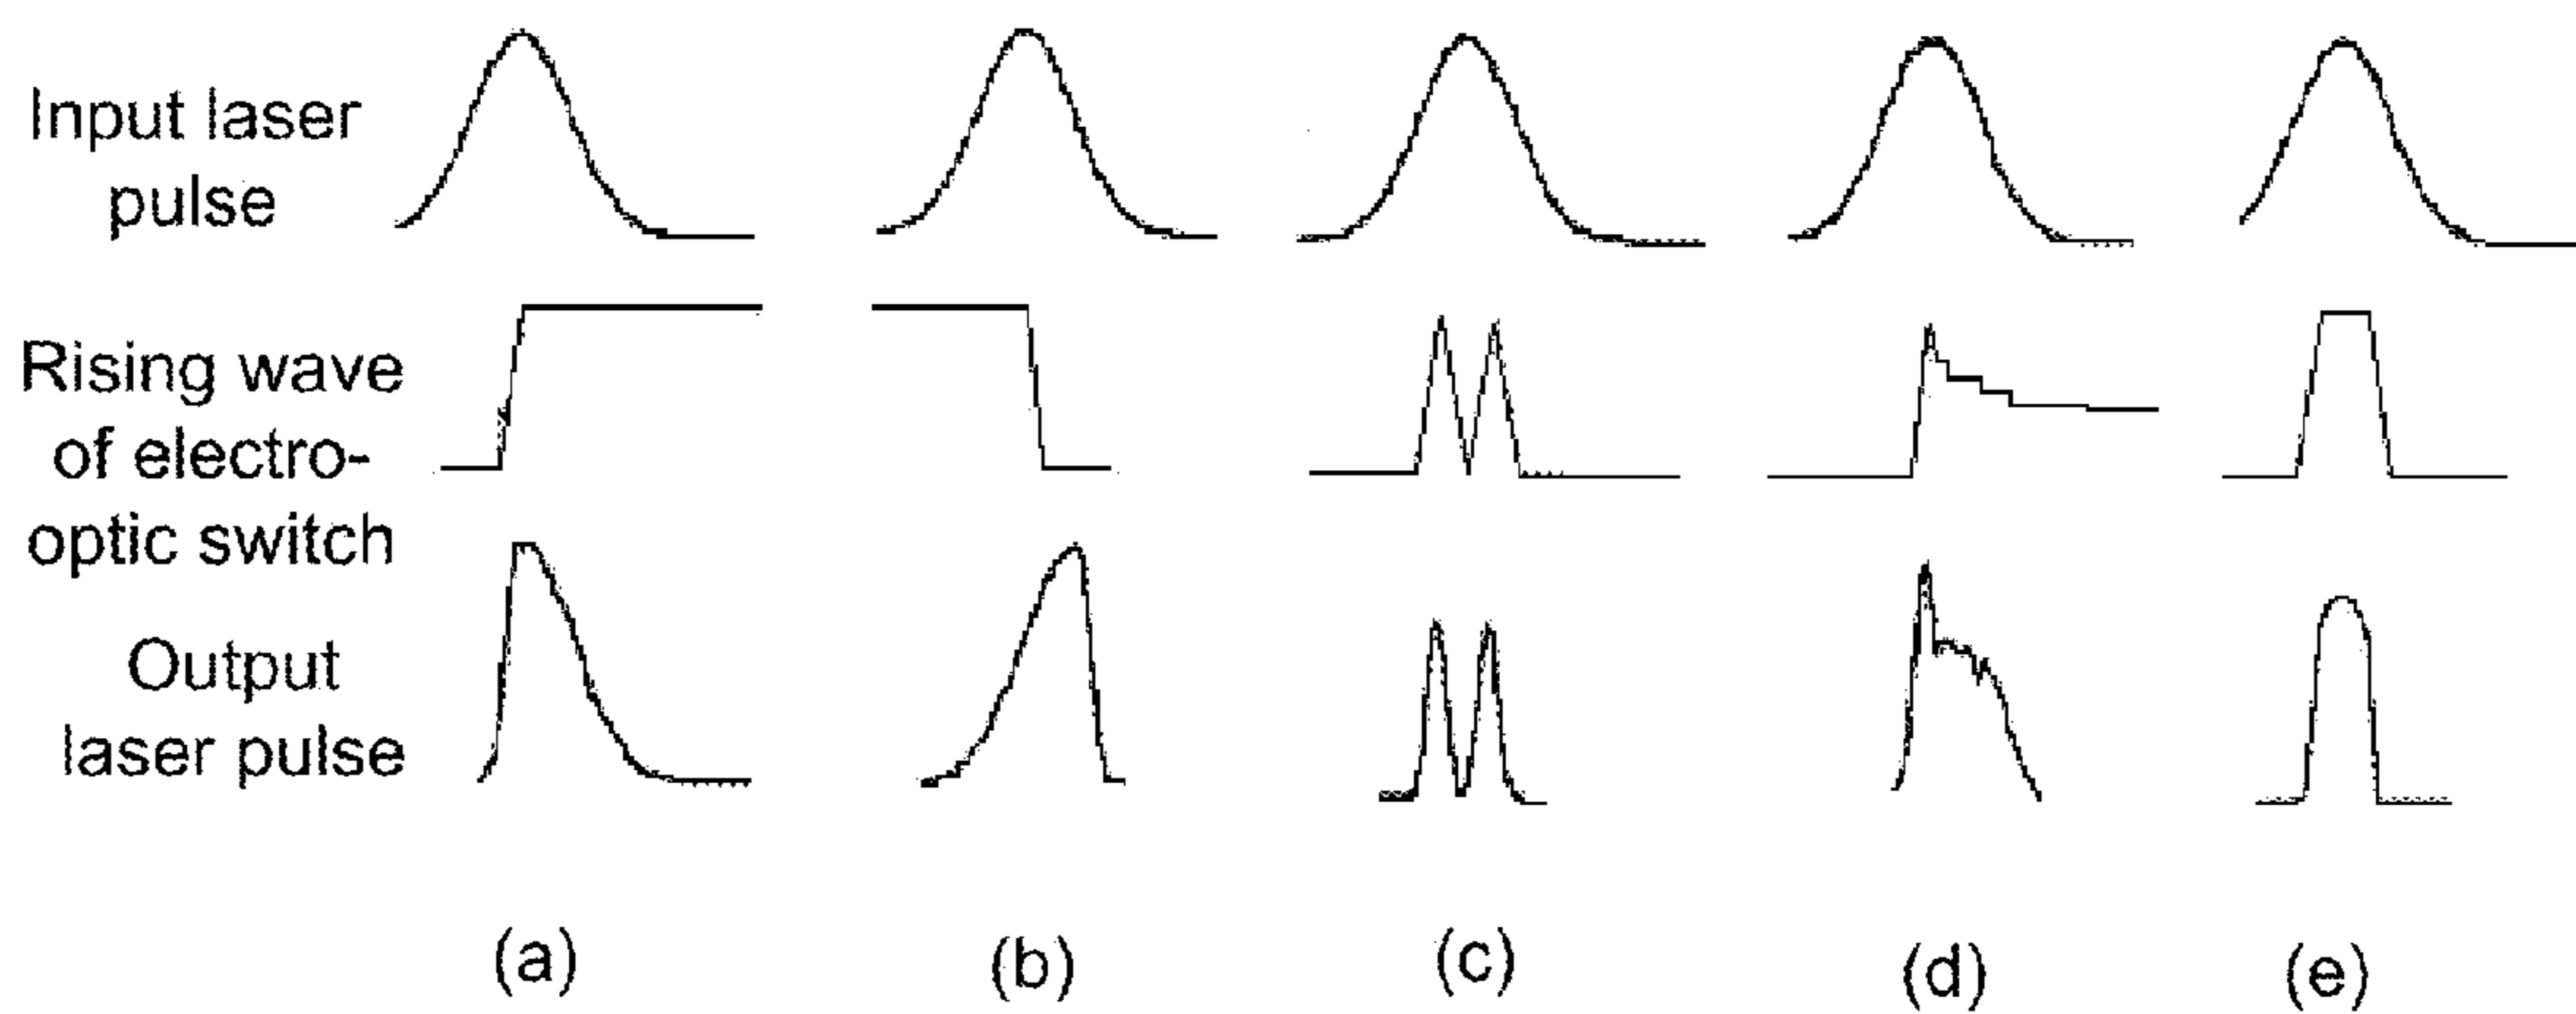 Input laser
pulse
Rising wave
of electro-
optic switch
Output
laser pulse
(a) (b) (c) (d) (e)